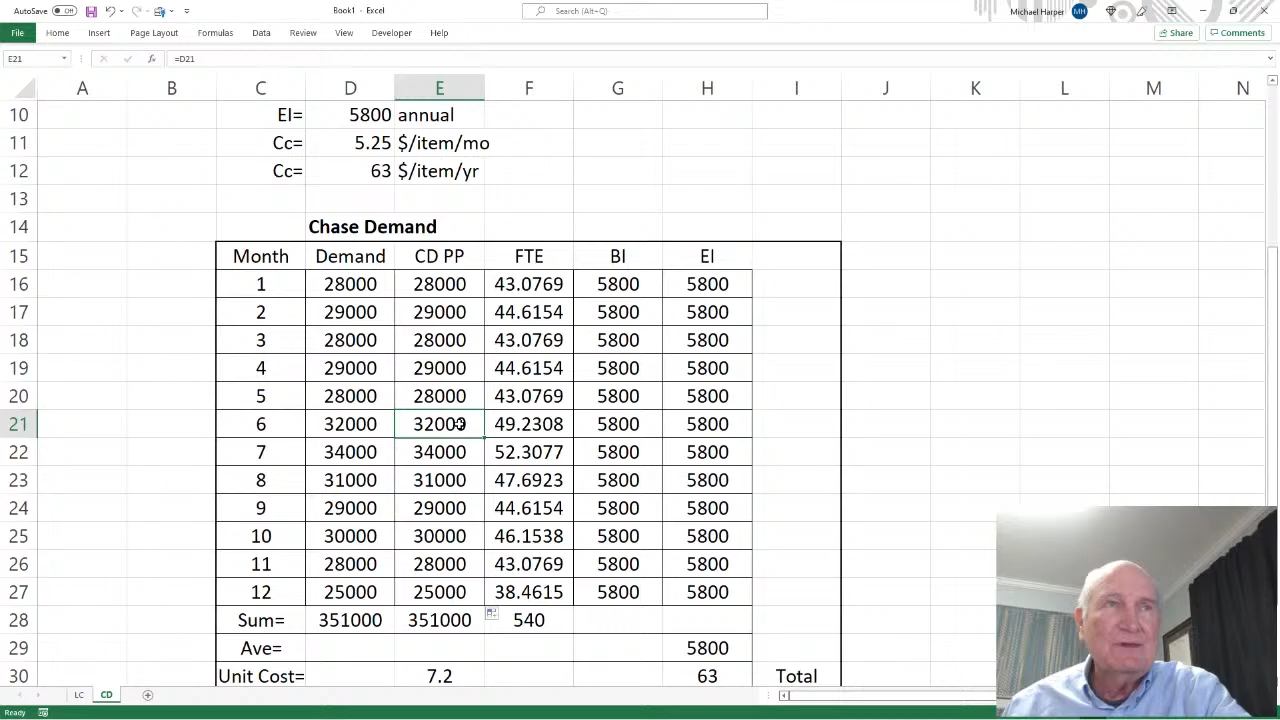 AutoSave Off Book1 - Excel Search (Alt+Q) Michael Harper MH
File Home Insert Page Layout Formulas Data Review View Developer Help Share Comments
E21 fx =D21
A B C D E F G H I J K L M N
10 EI= 5800 annual
11 Cc= 5.25 $/item/mo
12 Cc= 63 $/item/yr
13
14 Chase Demand
15 Month Demand CD PP FTE BI EI
16 1 28000 28000 43.0769 5800 5800
17 2 29000 29000 44.6154 5800 5800
18 3 28000 28000 43.0769 5800 5800
19 4 29000 29000 44.6154 5800 5800
20 5 28000 28000 43.0769 5800 5800
21 6 32000 32000 49.2308 5800 5800
22 7 34000 34000 52.3077 5800 5800
23 8 31000 31000 47.6923 5800 5800
24 9 29000 29000 44.6154 5800 5800
25 10 30000 30000 46.1538 5800 5800
26 11 28000 28000 43.0769 5800 5800
27 12 25000 25000 38.4615 5800 5800
28 Sum= 351000 351000 540
29 Ave= 5800
30 Unit Cost= 7.2 63 Total
LC CD
Ready